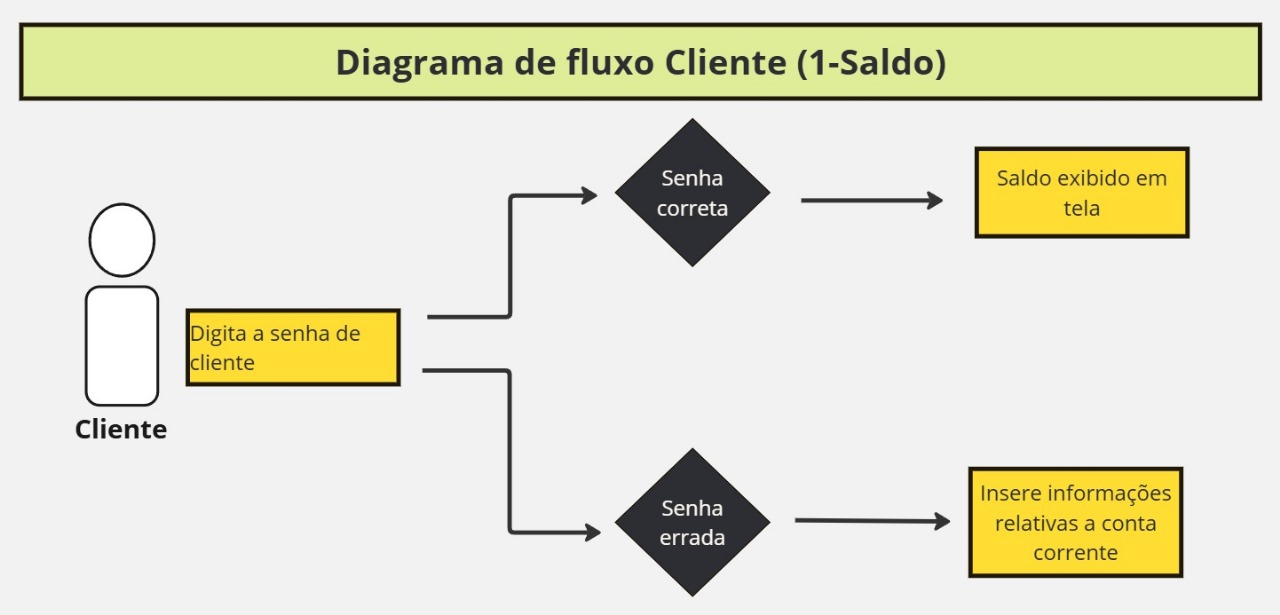 Diagrama de fluxo Cliente (1-Saldo)
Senha
correta
Saldo exibido em
tela
Digita a senha de
cliente
Cliente
Senha
errada
Insere informações
relativas a conta
corrente